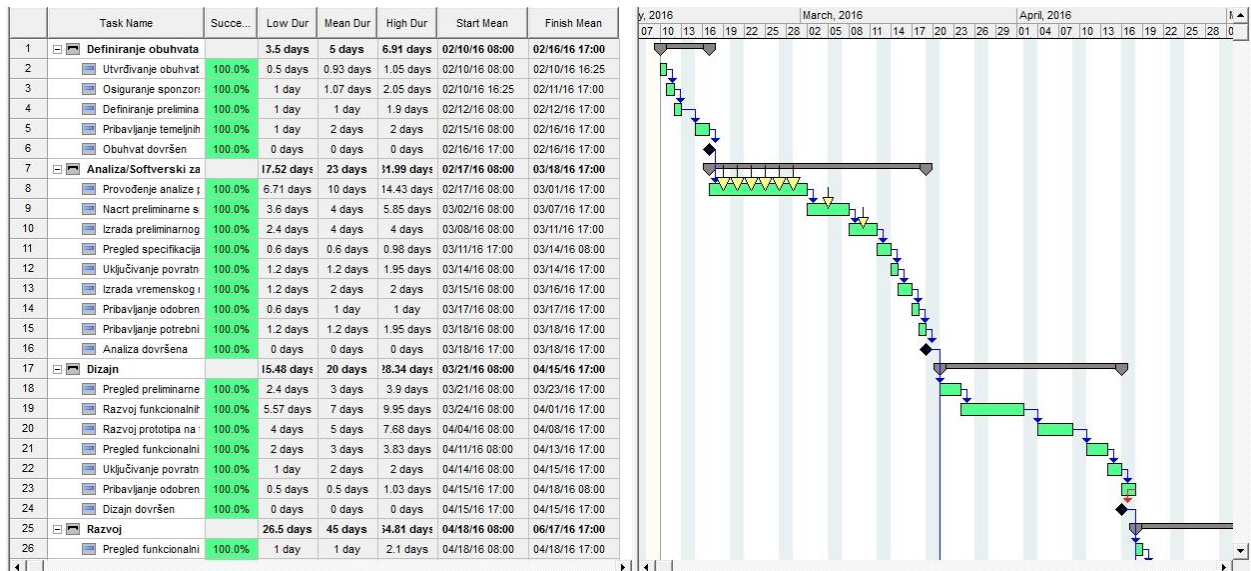 Task Name Succe... Low Dur Mean Dur High Dur Start Mean Finish Mean
1 Definiranje obuhvata 3.5 days 5 days 6.91 days 02/10/16 08:00 02/16/16 17:00
2 Utvrđivanje obuhvat 100.0% 0.5 days 0.93 days 1.05 days 02/10/16 08:00 02/10/16 16:25
3 Osiguranje sponzors 100.0% 1 day 1.07 days 2.05 days 02/10/16 16:25 02/11/16 17:00
4 Definiranje prelimina 100.0% 1 day 1 day 1.9 days 02/12/16 08:00 02/12/16 17:00
5 Pribavljanje temeljnih 100.0% 1 day 2 days 2 days 02/15/16 08:00 02/16/16 17:00
6 Obuhvat dovršen 100.0% 0 days 0 days 0 days 02/16/16 17:00 02/16/16 17:00
7 Analiza/Softverski za 17.52 days 23 days 31.99 days 02/17/16 08:00 03/18/16 17:00
8 Provođenje analize p 100.0% 6.71 days 10 days 14.43 days 02/17/16 08:00 03/01/16 17:00
9 Nacrt preliminarne s 100.0% 3.6 days 4 days 5.85 days 03/02/16 08:00 03/07/16 17:00
10 Izrada preliminarnog 100.0% 2.4 days 4 days 4 days 03/08/16 08:00 03/11/16 17:00
11 Pregled specifikacija 100.0% 0.6 days 0.6 days 0.98 days 03/11/16 17:00 03/14/16 08:00
12 Uključivanje povratn 100.0% 1.2 days 1.2 days 1.95 days 03/14/16 08:00 03/14/16 17:00
13 Izrada vremenskog 100.0% 1.2 days 2 days 2 days 03/15/16 08:00 03/16/16 17:00
14 Pribavljanje odobren 100.0% 0.6 days 1 day 1 day 03/17/16 08:00 03/17/16 17:00
15 Pribavljanje potrebni 100.0% 1.2 days 1.2 days 1.95 days 03/18/16 08:00 03/18/16 17:00
16 Analiza dovršena 100.0% 0 days 0 days 0 days 03/18/16 17:00 03/18/16 17:00
17 Dizajn 15.48 days 20 days 28.34 days 03/21/16 08:00 04/15/16 17:00
18 Pregled preliminarne 100.0% 2.4 days 3 days 3.9 days 03/21/16 08:00 03/23/16 17:00
19 Razvoj funkcionalnih 100.0% 5.57 days 7 days 9.95 days 03/24/16 08:00 04/01/16 17:00
20 Razvoj prototipa na 100.0% 4 days 5 days 7.68 days 04/04/16 08:00 04/08/16 17:00
21 Pregled funkcionalni 100.0% 2 days 3 days 3.83 days 04/11/16 08:00 04/13/16 17:00
22 Uključivanje povratn 100.0% 1 day 2 days 2 days 04/14/16 08:00 04/15/16 17:00
23 Pribavljanje odobren 100.0% 0.5 days 0.5 days 1.03 days 04/15/16 17:00 04/18/16 08:00
24 Dizajn dovršen 100.0% 0 days 0 days 0 days 04/15/16 17:00 04/15/16 17:00
25 Razvoj 26.5 days 45 days 54.81 days 04/18/16 08:00 06/17/16 17:00
26 Pregled funkcionalni 100.0% 1 day 1 day 2.1 days 04/18/16 08:00 04/18/16 17:00
y, 2016 March, 2016 April, 2016
07 10 13 16 19 22 25 28 02 05 08 11 14 17 20 23 26 29 01 04 07 10 13 16 19 22 25 28